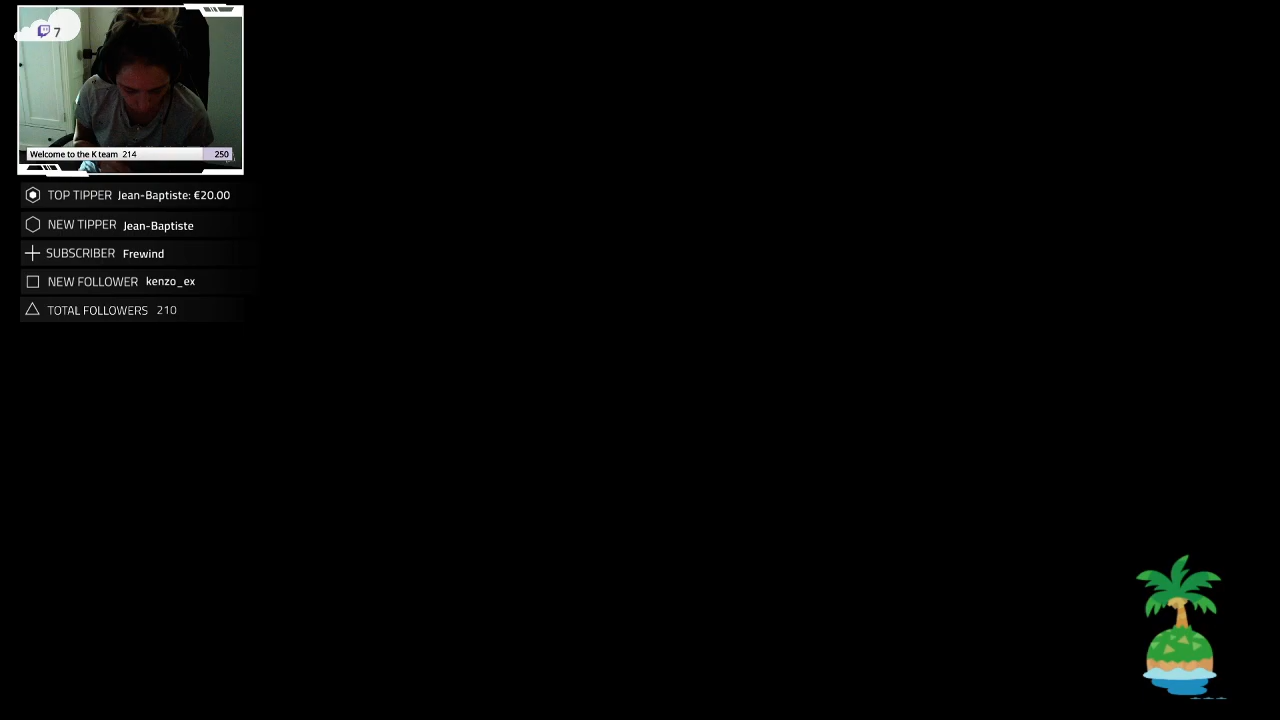 7
Welcome to the K team 214 250
TOP TIPPER Jean-Baptiste: €20.00
NEW TIPPER Jean-Baptiste
SUBSCRIBER Frewind
NEW FOLLOWER kenzo_ex
TOTAL FOLLOWERS 210